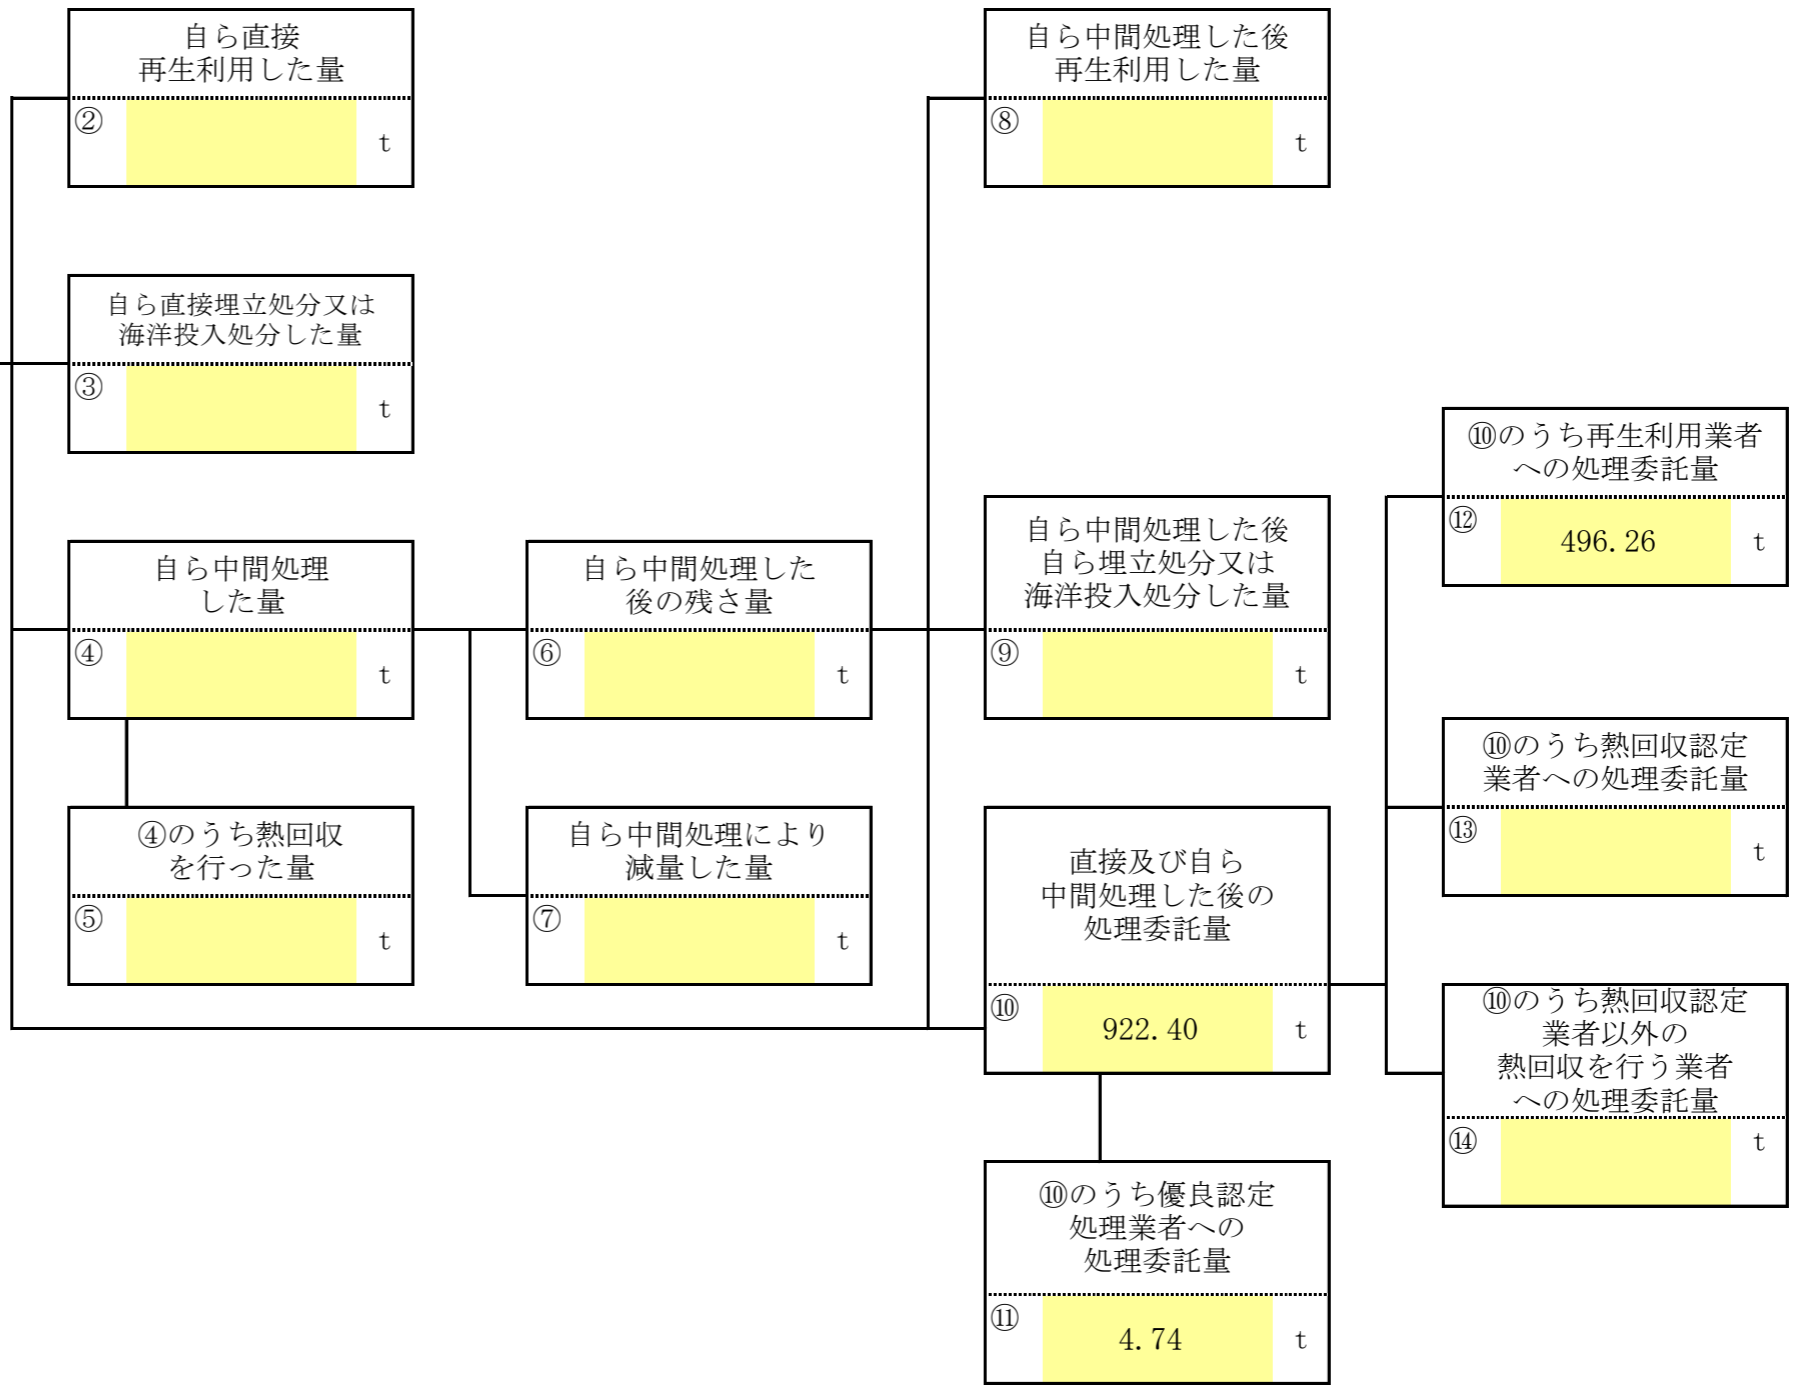 自ら直接
再生利用した量
②
t
自ら中間処理した後
再生利用した量
⑧
t
自ら直接埋立処分又は
海洋投入処分した量
③
t
⑩のうち再生利用業者
への処理委託量
⑫
496.26
t
自ら中間処理
した量
④
t
自ら中間処理した
後の残さ量
⑥
t
自ら中間処理した後
自ら埋立処分又は
海洋投入処分した量
⑨
t
⑩のうち熱回収認定
業者への処理委託量
⑬
t
④のうち熱回収
を行った量
⑤
t
自ら中間処理により
減量した量
⑦
t
直接及び自ら
中間処理した後の
処理委託量
⑩
922.40
t
⑩のうち熱回収認定
業者以外の
熱回収を行う業者
への処理委託量
⑭
t
⑩のうち優良認定
処理業者への
処理委託量
⑪
4.74
t